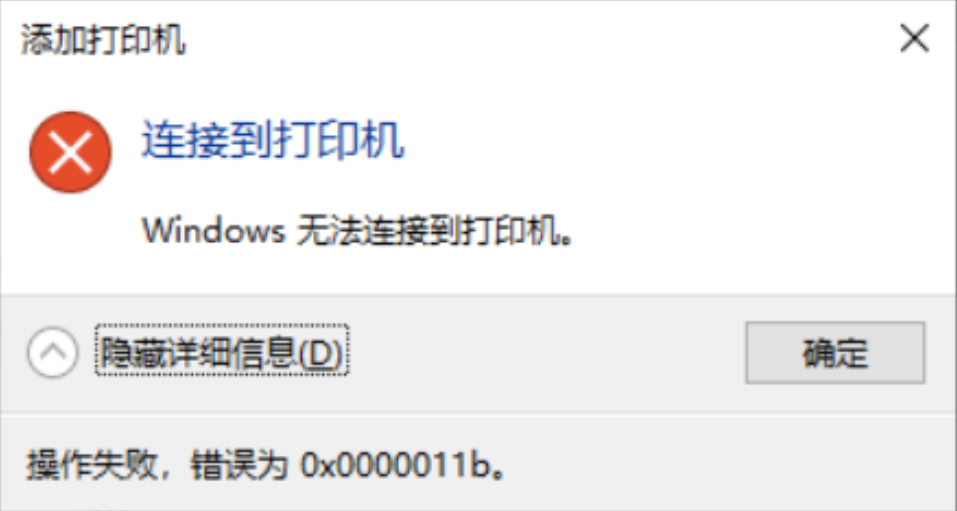 添加打印机
连接到打印机
Windows 无法连接到打印机。
隐藏详细信息(D)
确定
操作失败，错误为 0x0000011b。